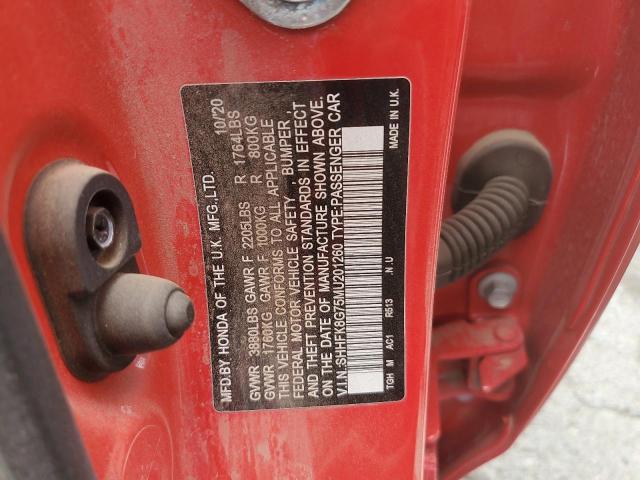 MFD.BY HONDA OF THE U.K. MFG.,LTD. 10/20
GVWR 3880LBS GAWR F 2205LBS R 1764LBS
GVWR 1760KG GAWR F 1000KG R 800KG
THIS VEHICLE CONFORMS TO ALL APPLICABLE
FEDERAL MOTOR VEHICLE SAFETY , BUMPER ,
AND THEFT PREVENTION STANDARDS IN EFFECT
ON THE DATE OF MANUFACTURE SHOWN ABOVE.
V.I.N.:SHHFK8G75MU201260 TYPE:PASSENGER CAR
TGH M AC1 R513 .N.U MADE IN U.K.